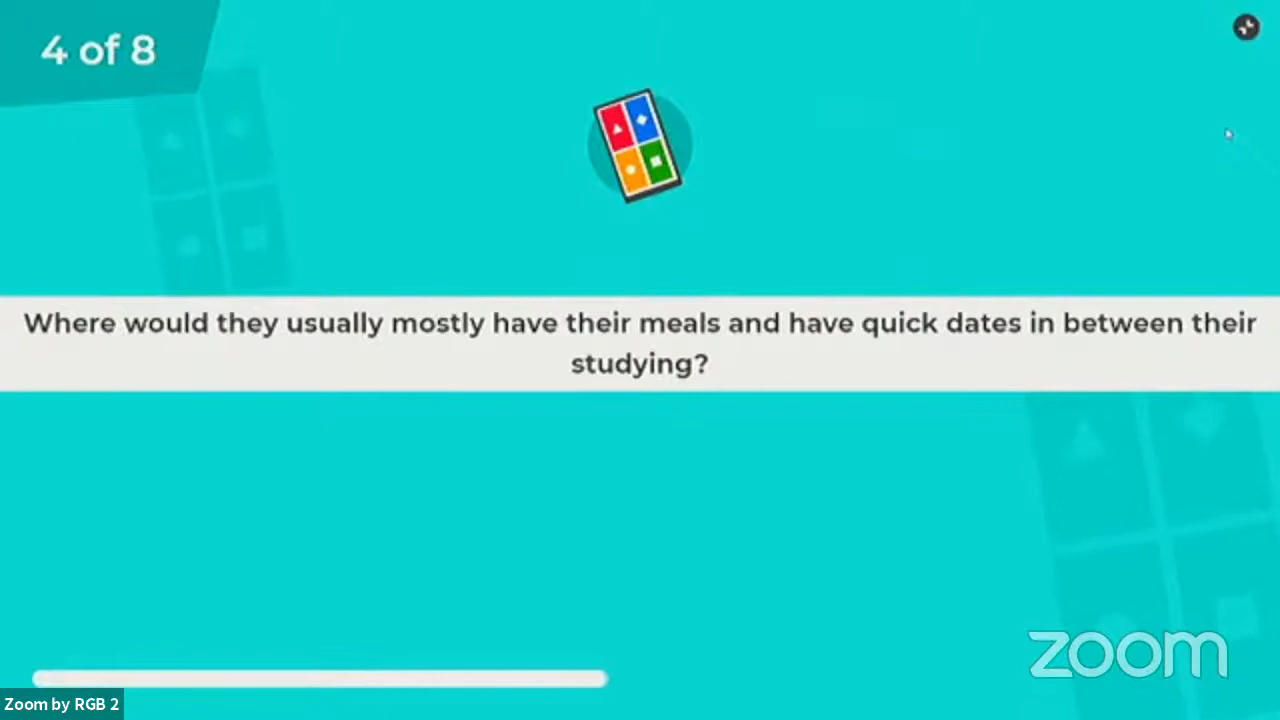 4 of 8
Where would they usually mostly have their meals and have quick dates in between their
studying?
zoom
Zoom by RGB 2